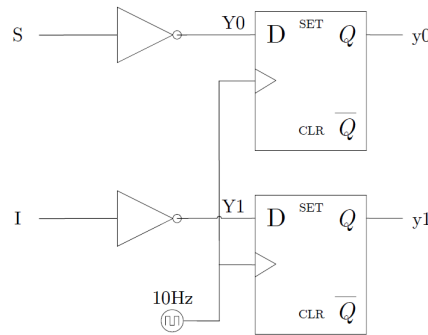 S Y0 D SET Q y0
CLR Q
I Y1 D SET Q y1
10Hz CLR Q